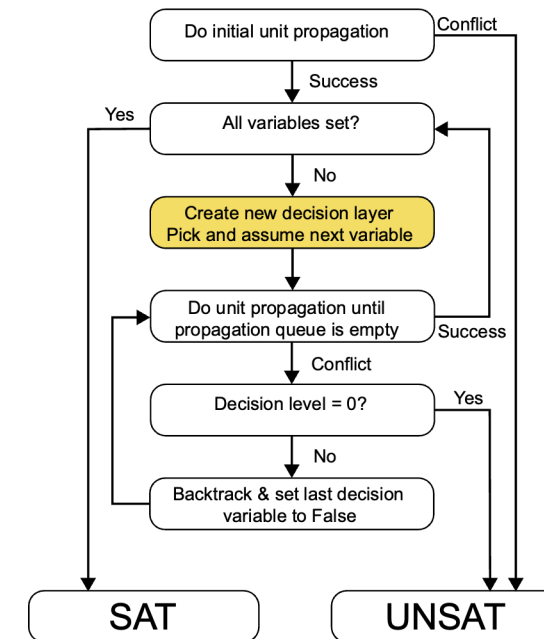 Do initial unit propagation
Conflict
Success
Yes
All variables set?
No
Create new decision layer
Pick and assume next variable
Do unit propagation until
propagation queue is empty
Success
Conflict
Decision level = 0?
Yes
No
Backtrack & set last decision
variable to False
SAT
UNSAT